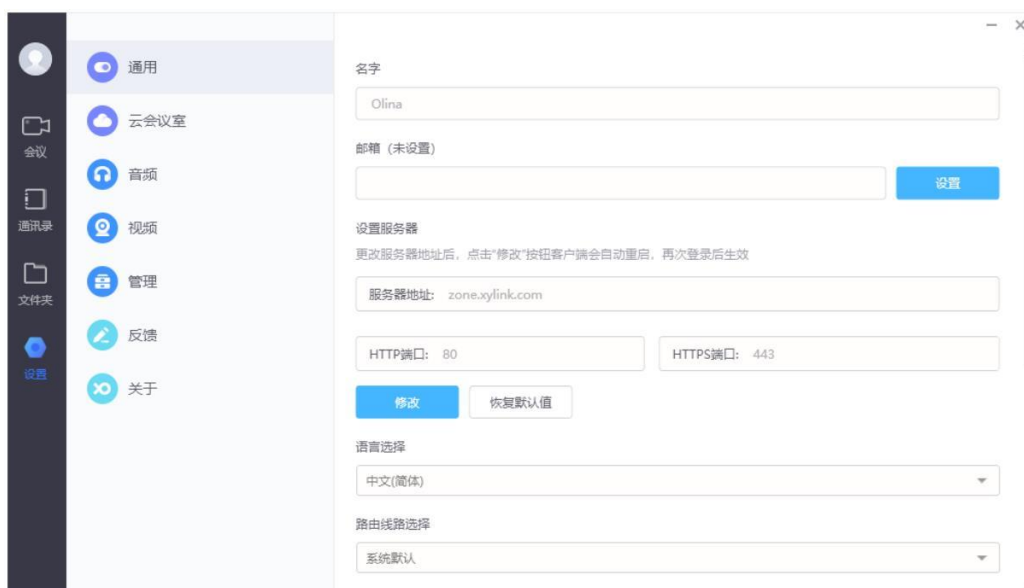 会议
通讯录
文件夹
设置
通用
云会议室
音频
视频
管理
反馈
关于
名字
Olina
邮箱（未设置）
设置
设置服务器
更改服务器地址后，点击“修改”按钮客户端会自动重启，再次登录后生效
服务器地址: zone.xylink.com
HTTP端口: 80 HTTPS端口: 443
修改 恢复默认值
语言选择
中文(简体)
路由线路选择
系统默认